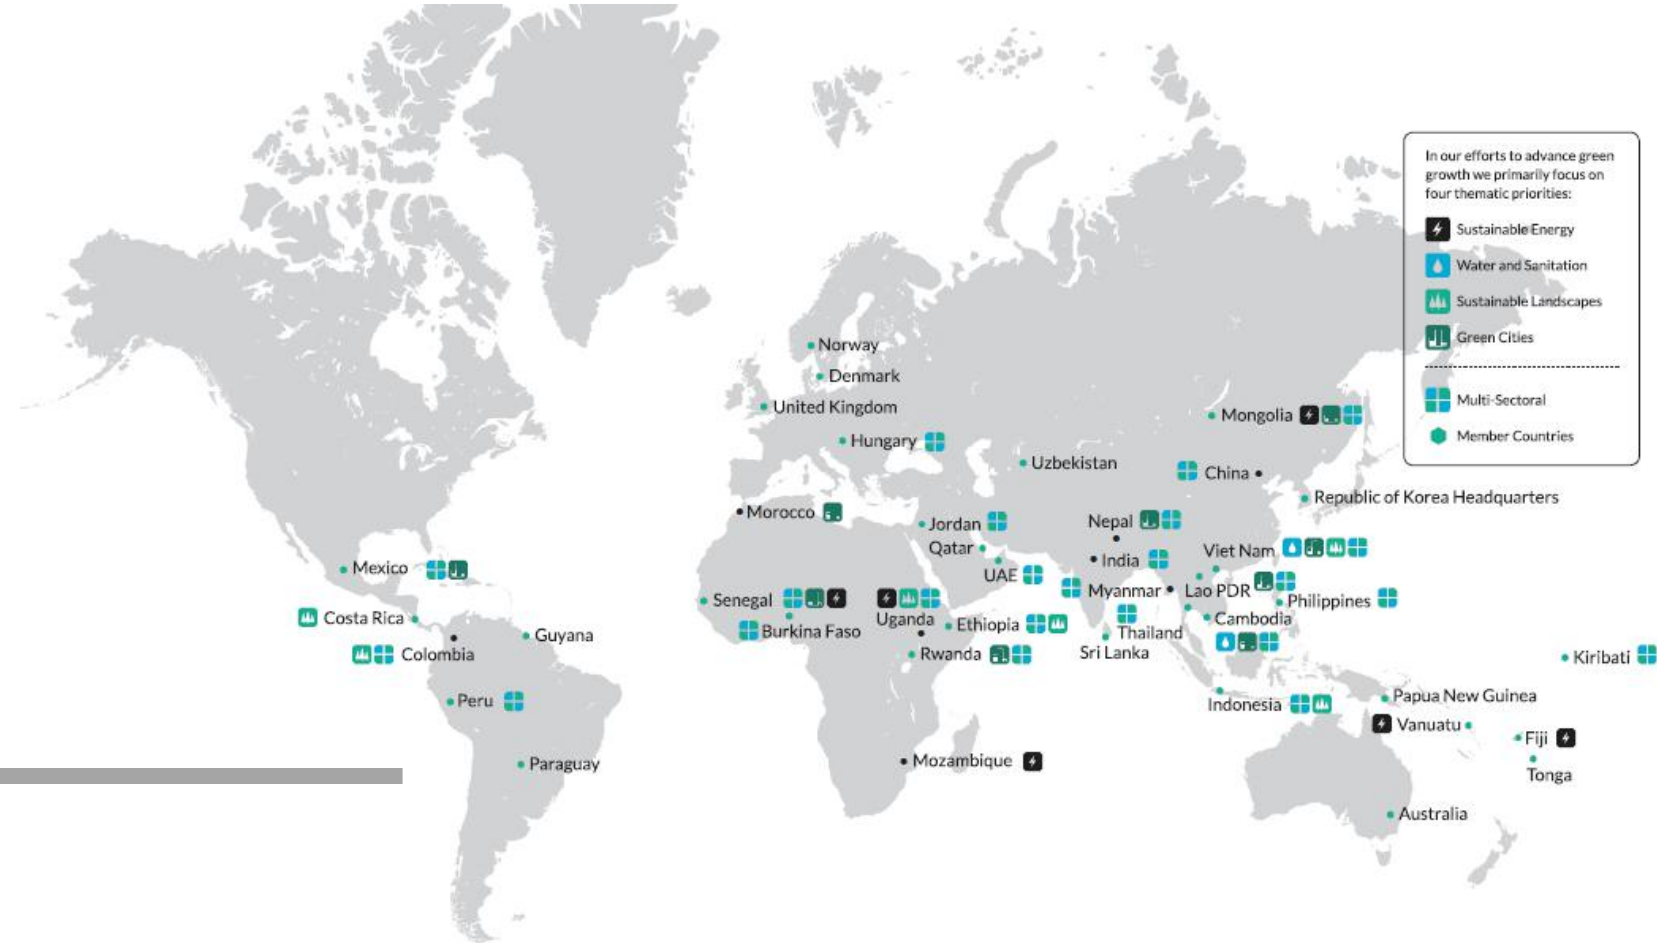 In our efforts to advance green
growth we primarily focus on
four thematic priorities:
Sustainable Energy
Water and Sanitation
Sustainable Landscapes
Green Cities
Multi-Sectoral
Member Countries
Norway
Denmark
United Kingdom
Hungary
Mongolia
Uzbekistan
China
Republic of Korea Headquarters
Morocco
Jordan
Nepal
Qatar
Viet Nam
India
Mexico
UAE
Myanmar
Lao PDR
Senegal
Philippines
Costa Rica
Uganda
Ethiopia
Cambodia
Burkina Faso
Thailand
Guyana
Colombia
Rwanda
Sri Lanka
Kiribati
Peru
Indonesia
Papua New Guinea
Vanuatu
Fiji
Paraguay
Mozambique
Tonga
Australia